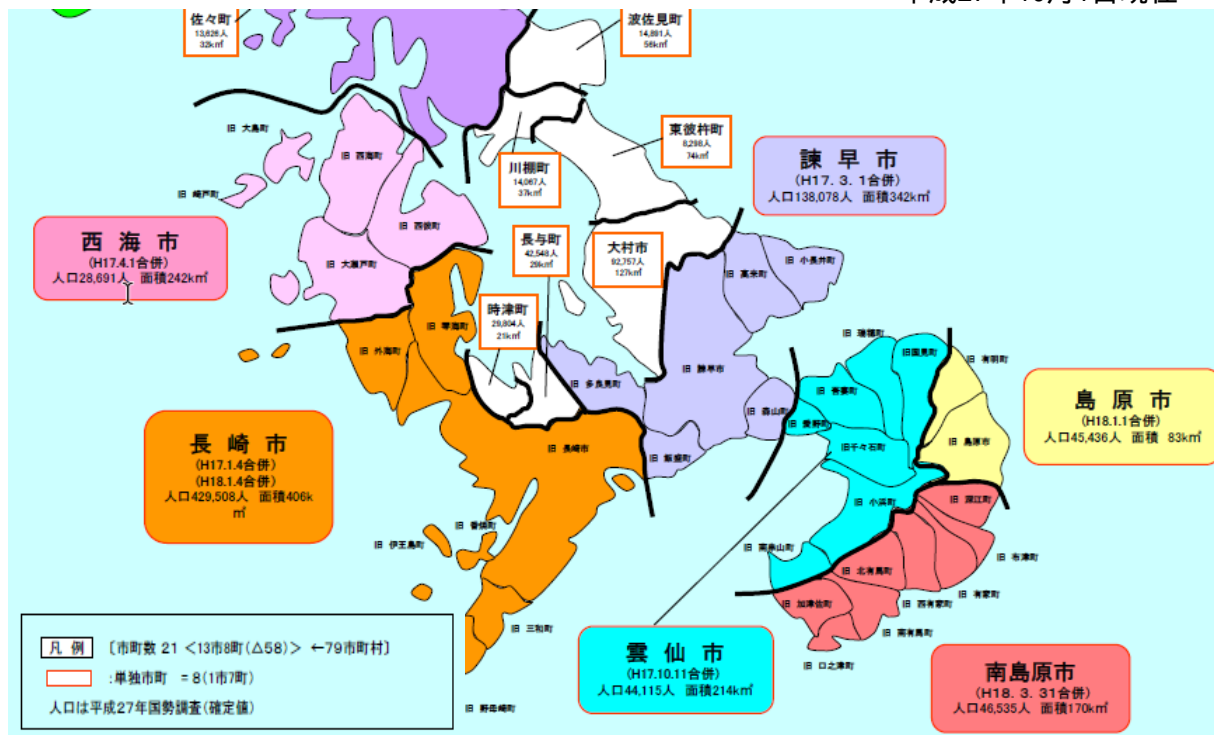 佐々町
13,626人
32km²
波佐見町
14,891人
56km²
旧 大島町
旧 西海町
東彼杵町
8,298人
74km²
川棚町
14,067人
37km²
諫早市
(H17.3.1合併)
人口138,078人 面積342k㎡
旧 崎戸町
旧 西彼町
西海市
(H17.4.1合併)
人口28,691人 面積242k㎡
旧 大瀬戸町
長与町
42,548人
29km²
大村市
92,757人
127km²
旧 高来町
旧 小長井町
時津町
29,804人
21km²
旧 琴海町
旧 外海町
旧 瑞穂町
旧国見町
旧 有明町
旧 多良見町
旧 諫早市
旧 吾妻町
旧 森山町
旧 愛野町
島原市
(H18.1.1合併)
人口45,436人 面積 83k㎡
長崎市
(H17.1.4合併)
(H18.1.4合併)
人口429,508人 面積406k
㎡
旧 長崎市
旧 飯盛町
旧千々石町
旧 島原市
旧 小浜町
旧 深江町
旧 香焼町
旧 伊王島町
旧 南串山町
旧 布津町
旧 北有馬町
旧 有家町
旧 加津佐町
旧 西有家町
旧 南有馬町
旧 三和町
旧 口之津町
雲仙市
(H17.10.11合併)
人口44,115人 面積214k㎡
南島原市
(H18.3.31合併)
人口46,535人 面積170k㎡
旧 野母崎町
凡 例 〔市町数 21 <13市8町(△58)> ←79市町村〕
:単独市町 =8(1市7町)
人口は平成27年国勢調査(確定値)